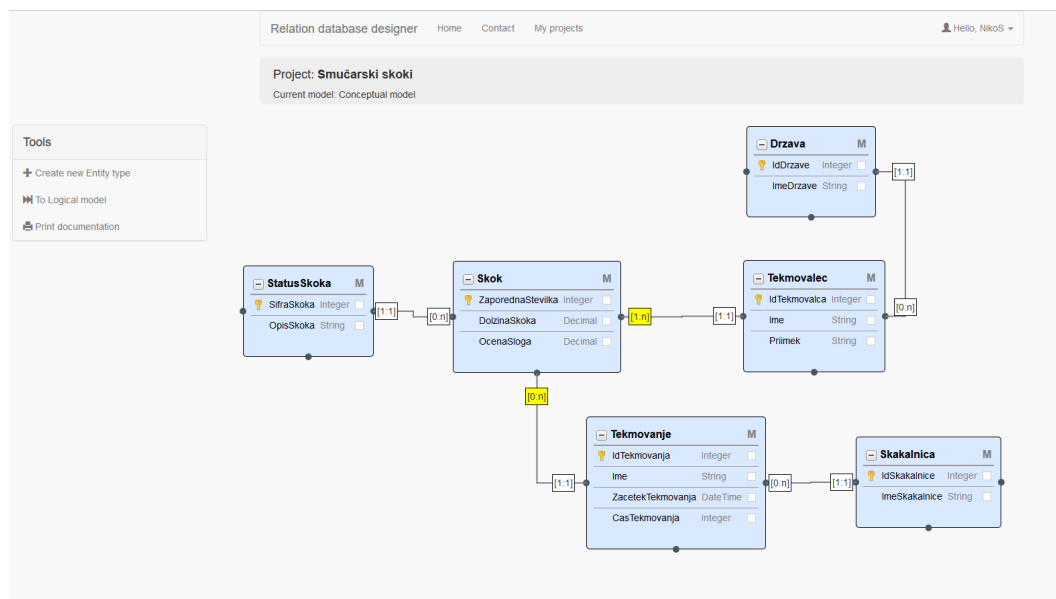 Relation database designer Home Contact My projects Hello, NikoS
Project: Smučarski skoki
Current model: Conceptual model
Tools
Create new Entity type
To Logical model
Print documentation
Drzava M
IdDrzave Integer
ImeDrzave String
[1:1]
[0:n]
StatusSkoka M
SifraSkoka Integer
OpisSkoka String
[1:1]
[0:n]
Skok M
ZaporednaStevilka Integer
DolzinaSkoka Decimal
OcenaSloga Decimal
[1:n]
[1:1]
Tekmovalec M
IdTekmovalca Integer
Ime String
Priimek String
[0:n]
[1:1]
Tekmovanje M
IdTekmovanja Integer
Ime String
ZacetekTekmovanja DateTime
CasTekmovanja Integer
[0:n]
[1:1]
Skakalnica M
IdSkakalnice Integer
ImeSkakalnice String